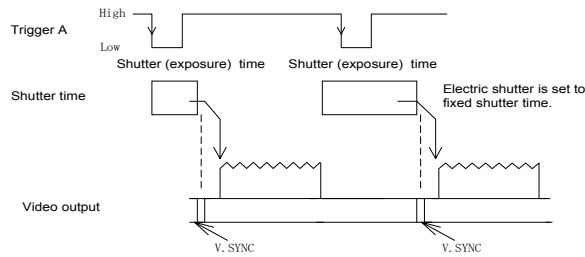 High
Trigger A
Low
Shutter (exposure) time
Shutter (exposure) time
Shutter time
Electric shutter is set to
fixed shutter time.
Video output
V. SYNC
V. SYNC